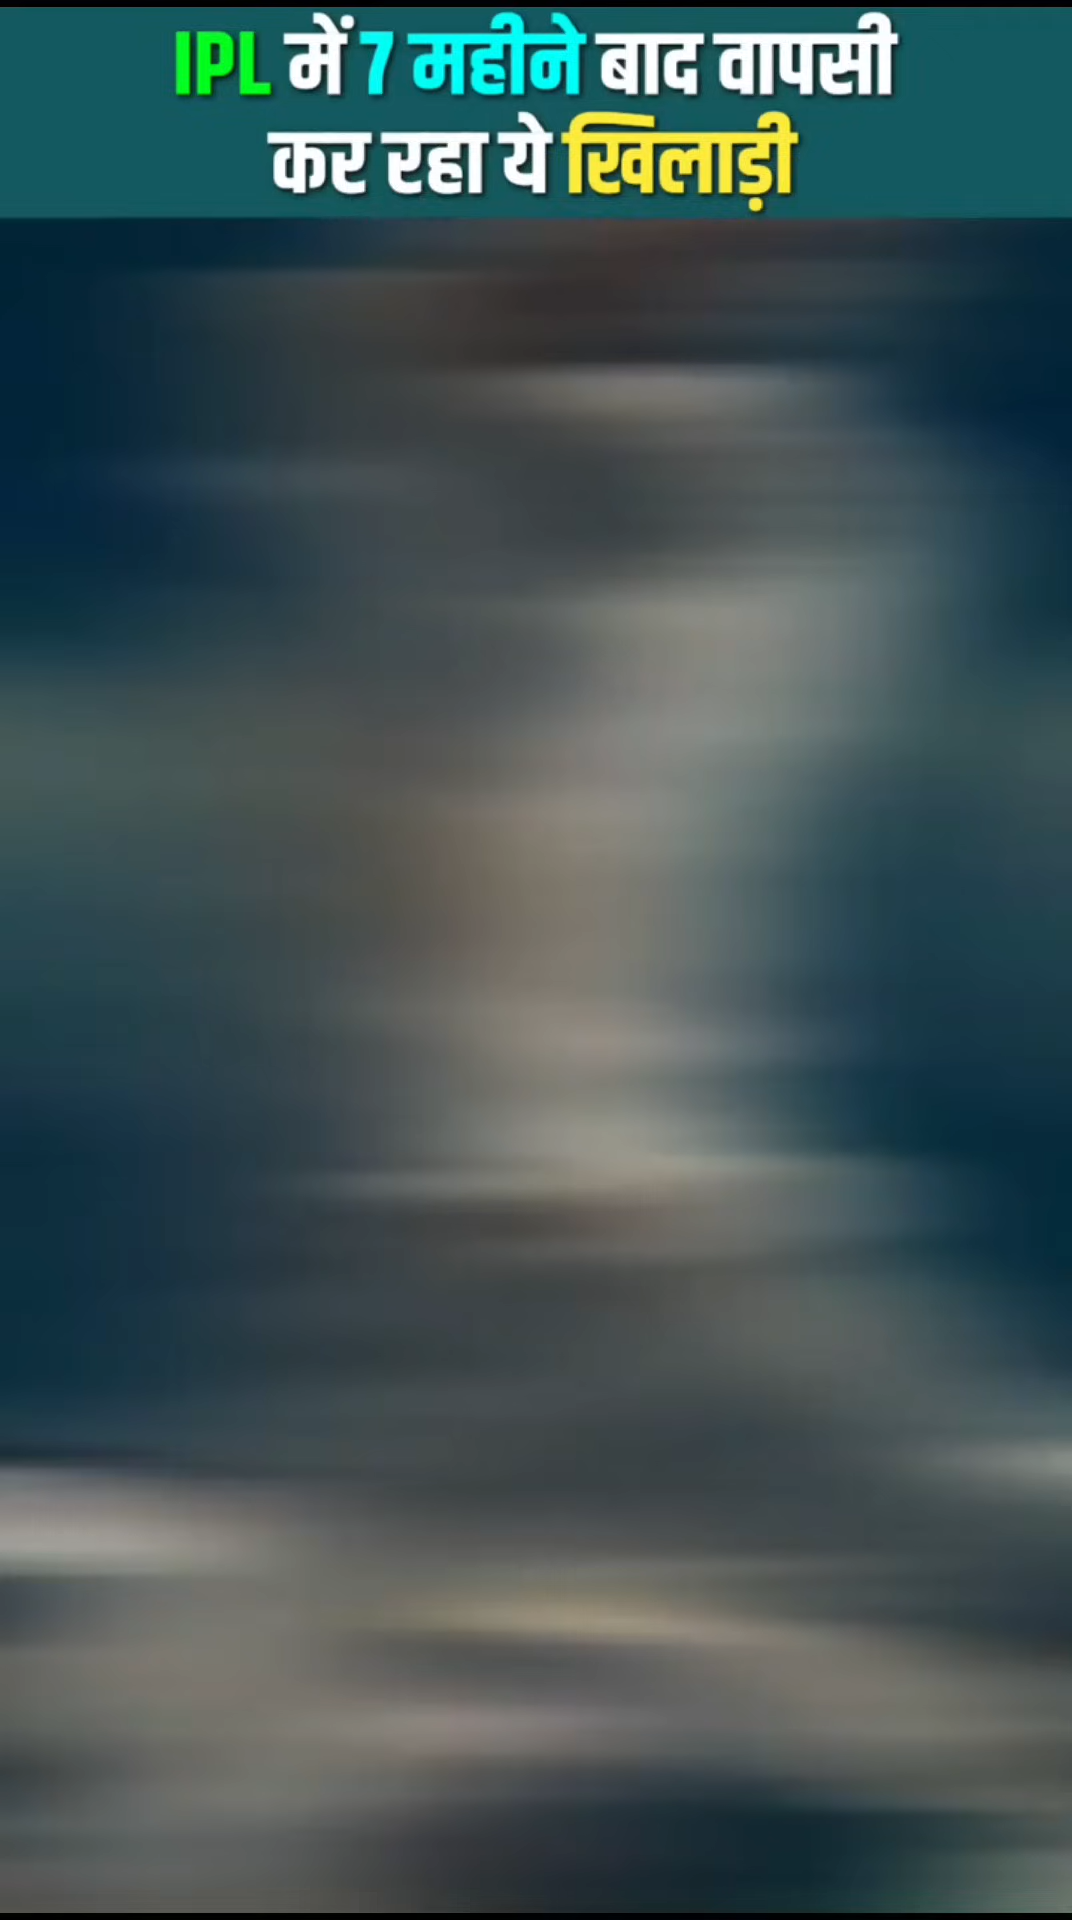 IPL में 7 महीने बाद वापसी
कर रहा ये खिलाड़ी